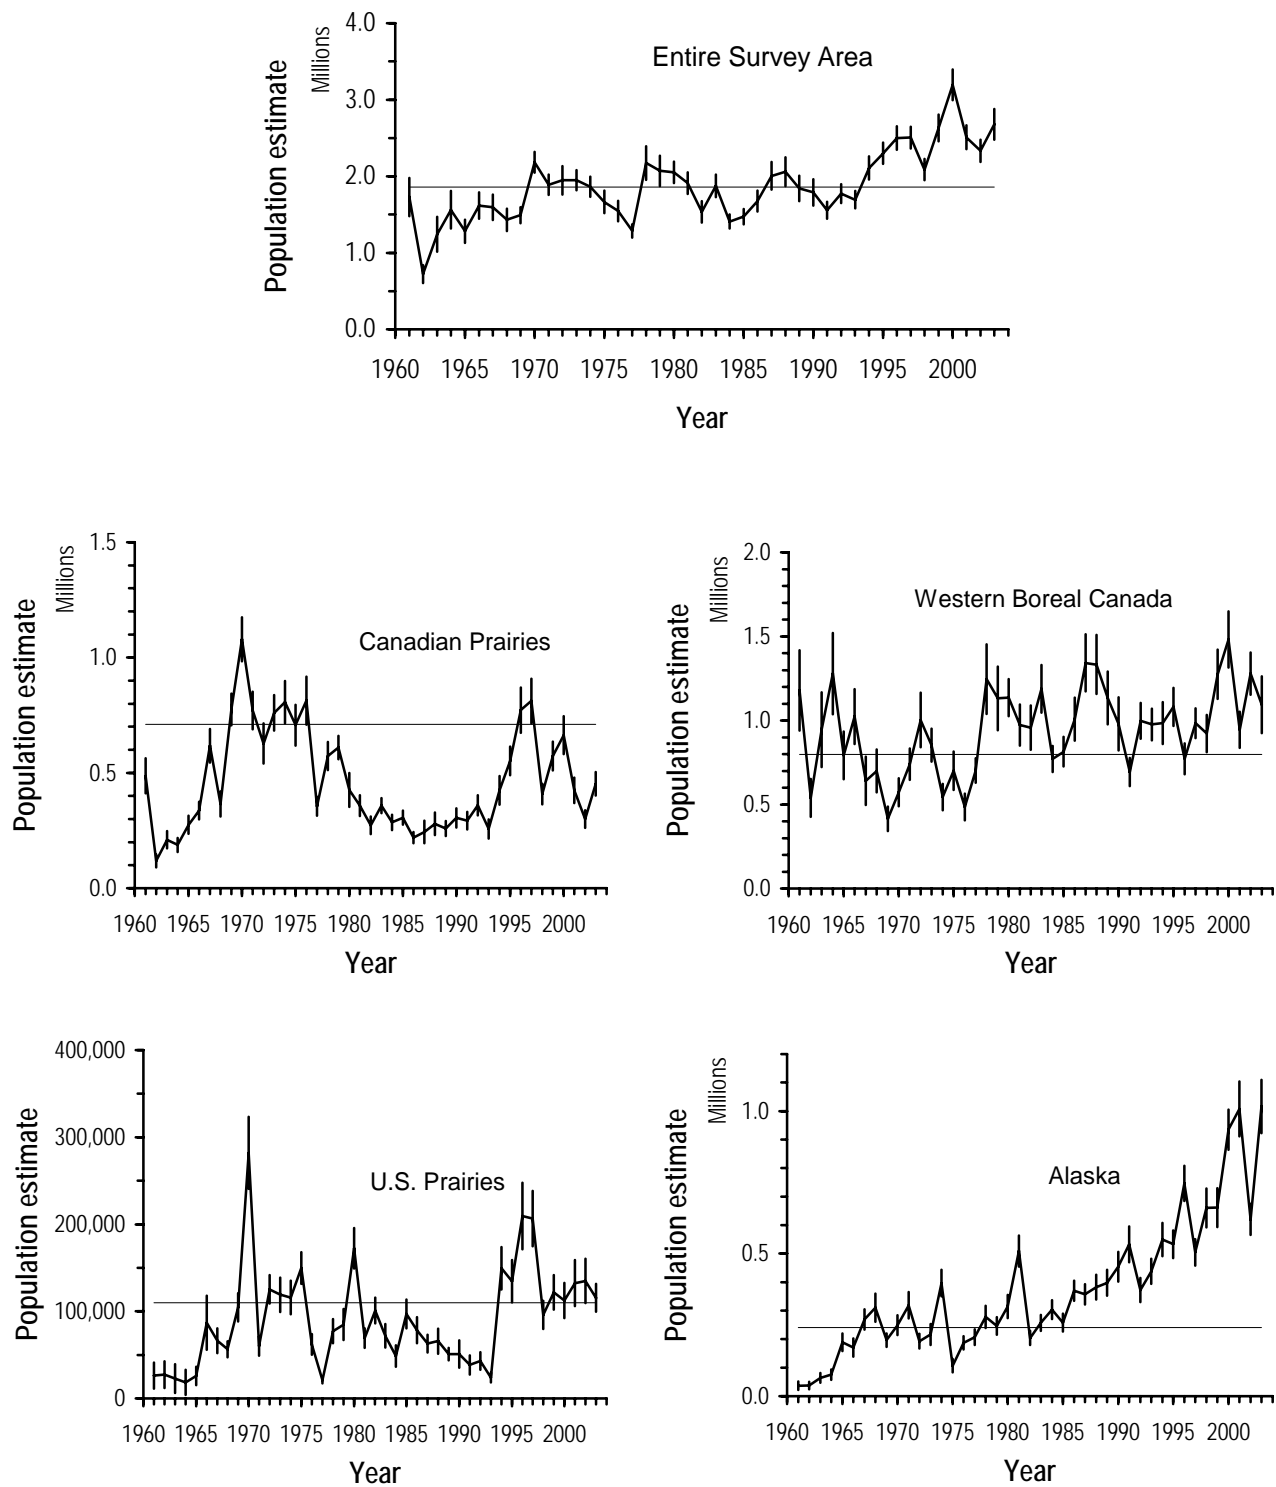 Entire Survey Area
Population estimate
Millions
4.0
3.0
2.0
1.0
0.0
1960 1965 1970 1975 1980 1985 1990 1995 2000
Year
Canadian Prairies
Population estimate
Millions
1.5
1.0
0.5
0.0
1960 1965 1970 1975 1980 1985 1990 1995 2000
Year
Western Boreal Canada
Population estimate
Millions
2.0
1.5
1.0
0.5
0.0
1960 1965 1970 1975 1980 1985 1990 1995 2000
Year
U.S. Prairies
Population estimate
400,000
300,000
200,000
100,000
0
1960 1965 1970 1975 1980 1985 1990 1995 2000
Year
Alaska
Population estimate
Millions
1.0
0.5
0.0
1960 1965 1970 1975 1980 1985 1990 1995 2000
Year